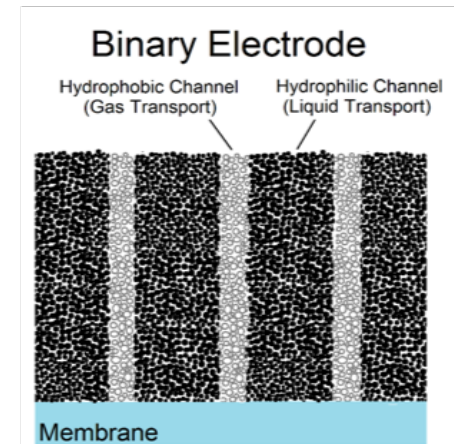 Binary Electrode
Hydrophobic Channel
(Gas Transport)
Hydrophilic Channel
(Liquid Transport)
Membrane